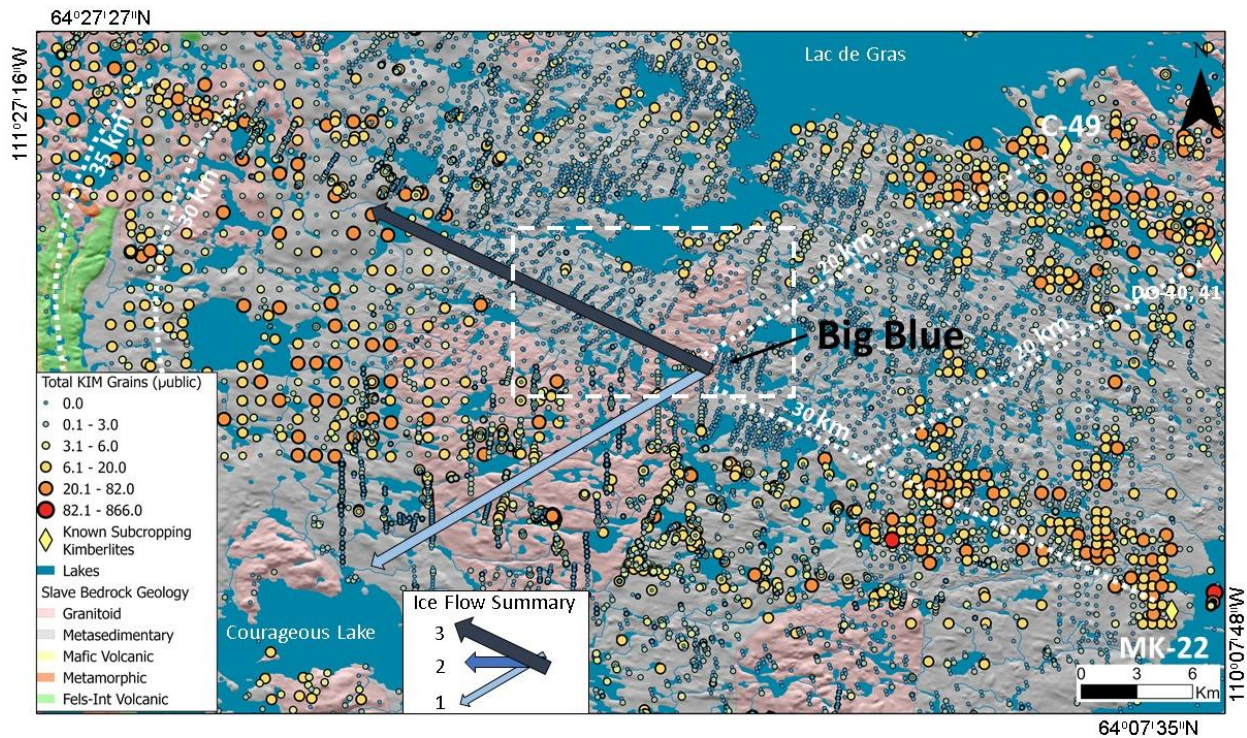 64°27'27"N
111°27'16"W
Lac de Gras
N
C-49
35 km
30 km
20 km
DO-40, 41
20 km
Big Blue
30 km
Total KIM Grains (public)
0.0
0.1 - 3.0
3.1 - 6.0
6.1 - 20.0
20.1 - 82.0
82.1 - 866.0
Known Subcropping
Kimberlites
Lakes
Slave Bedrock Geology
Granitoid
Metasedimentary
Mafic Volcanic
Metamorphic
Fels-Int Volcanic
Courageous Lake
Ice Flow Summary
3
2
1
MK-22
0 3 6
Km
110°07'48"W
64°07'35"N